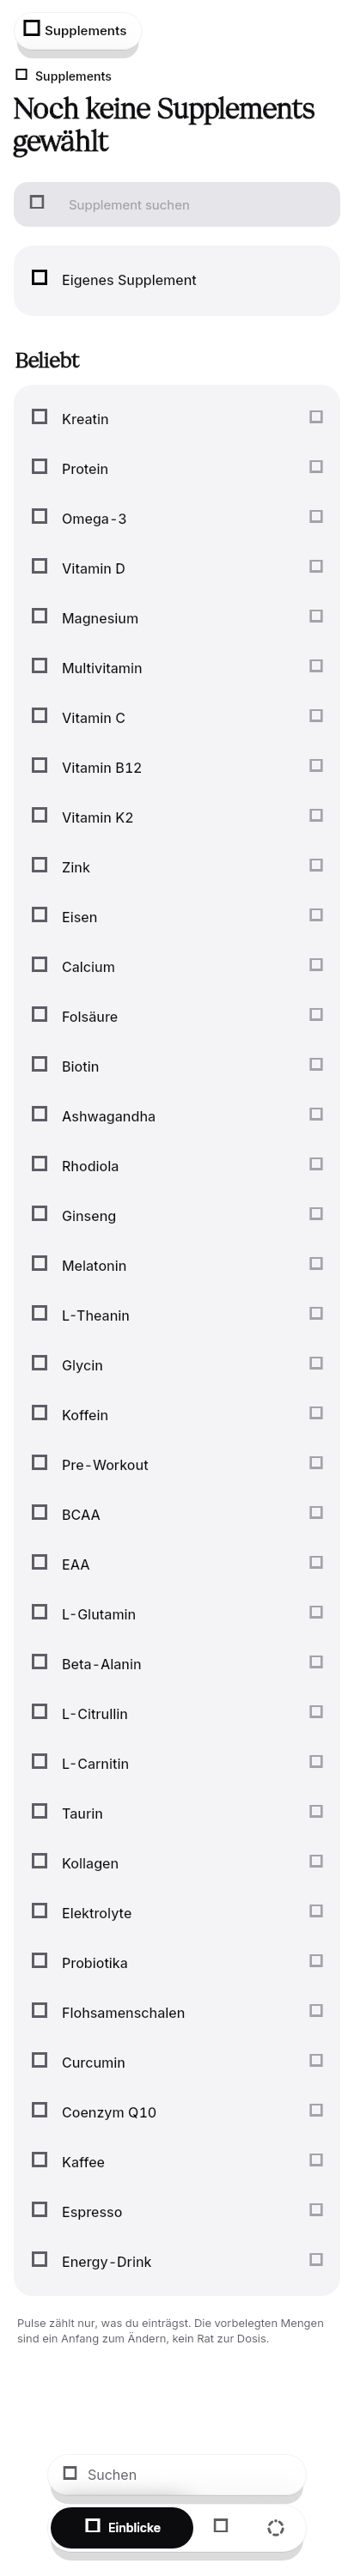 Supplements
Supplements
Noch keine Supplements
gewählt
Supplement suchen
Eigenes Supplement
Beliebt
Kreatin
Protein
Omega-3
Vitamin D
Magnesium
Multivitamin
Vitamin C
Vitamin B12
Vitamin K2
Zink
Eisen
Calcium
Folsäure
Biotin
Ashwagandha
Rhodiola
Ginseng
Melatonin
L-Theanin
Glycin
Koffein
Pre-Workout
BCAA
EAA
L-Glutamin
Beta-Alanin
L-Citrullin
L-Carnitin
Taurin
Kollagen
Elektrolyte
Probiotika
Flohsamenschalen
Curcumin
Coenzym Q10
Kaffee
Espresso
Energy-Drink
Pulse zählt nur, was du einträgst. Die vorbelegten Mengen
sind ein Anfang zum Ändern, kein Rat zur Dosis.
Suchen
Einblicke